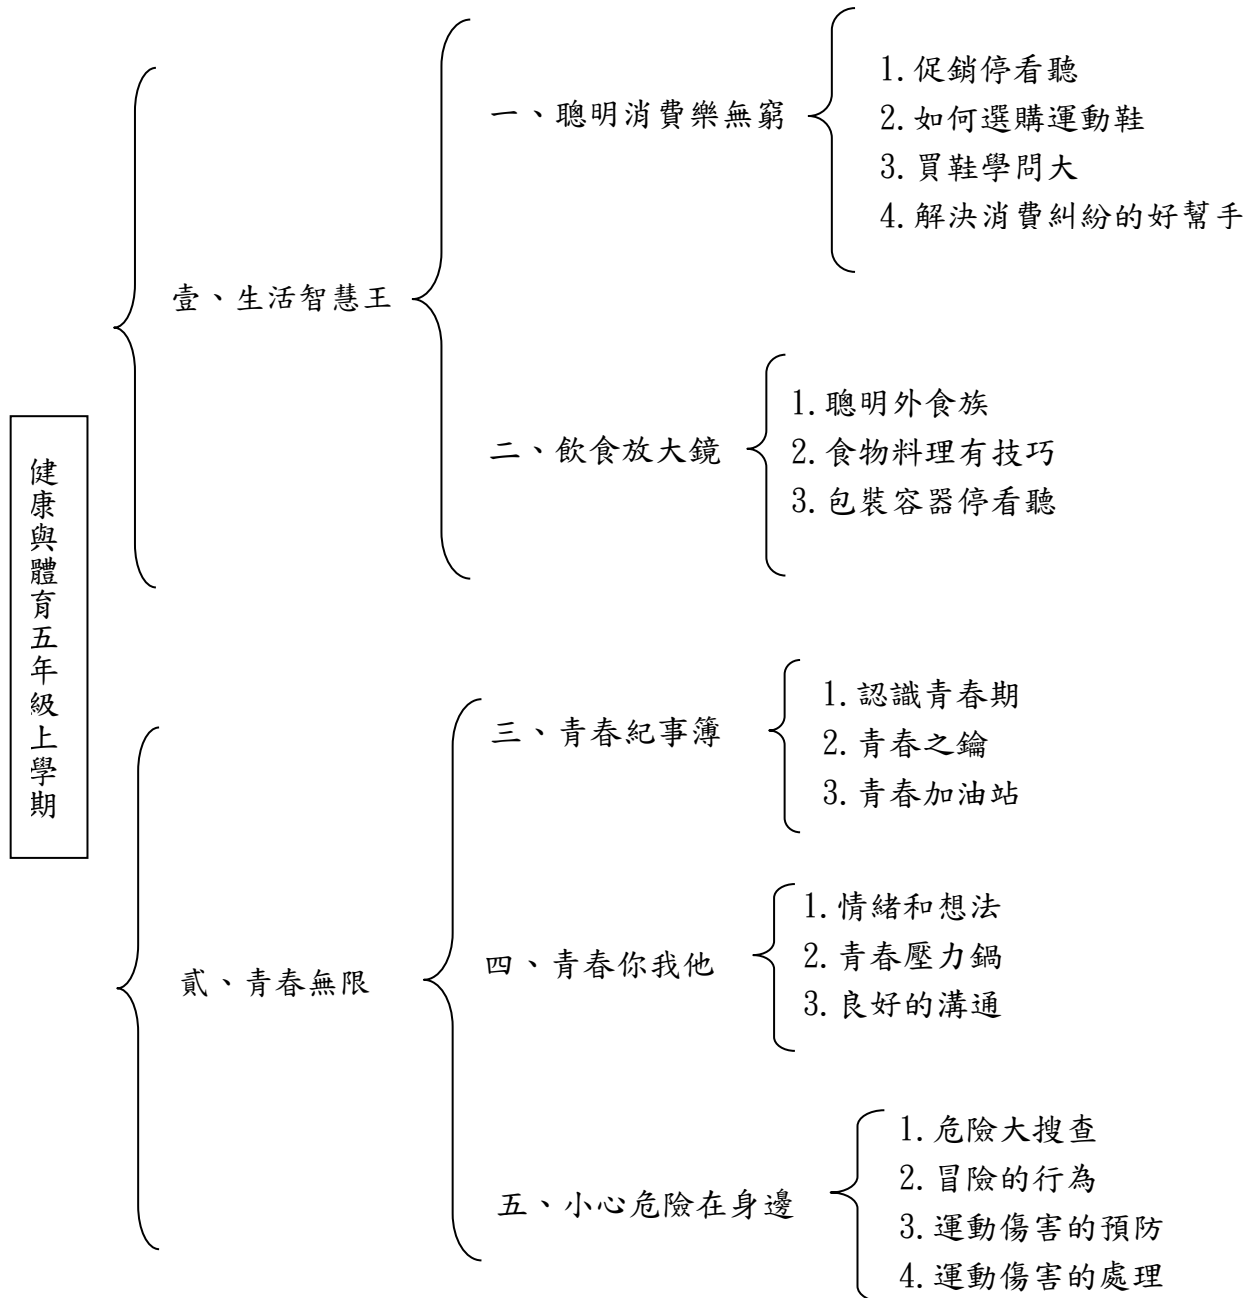 健康與體育五年級上學期
壹、生活智慧王
一、聰明消費樂無窮
1.促銷停看聽
2.如何選購運動鞋
3.買鞋學問大
4.解決消費糾紛的好幫手
二、飲食放大鏡
1.聰明外食族
2.食物料理有技巧
3.包裝容器停看聽
貳、青春無限
三、青春紀事簿
1.認識青春期
2.青春之鑰
3.青春加油站
四、青春你我他
1.情緒和想法
2.青春壓力鍋
3.良好的溝通
五、小心危險在身邊
1.危險大搜查
2.冒險的行為
3.運動傷害的預防
4.運動傷害的處理